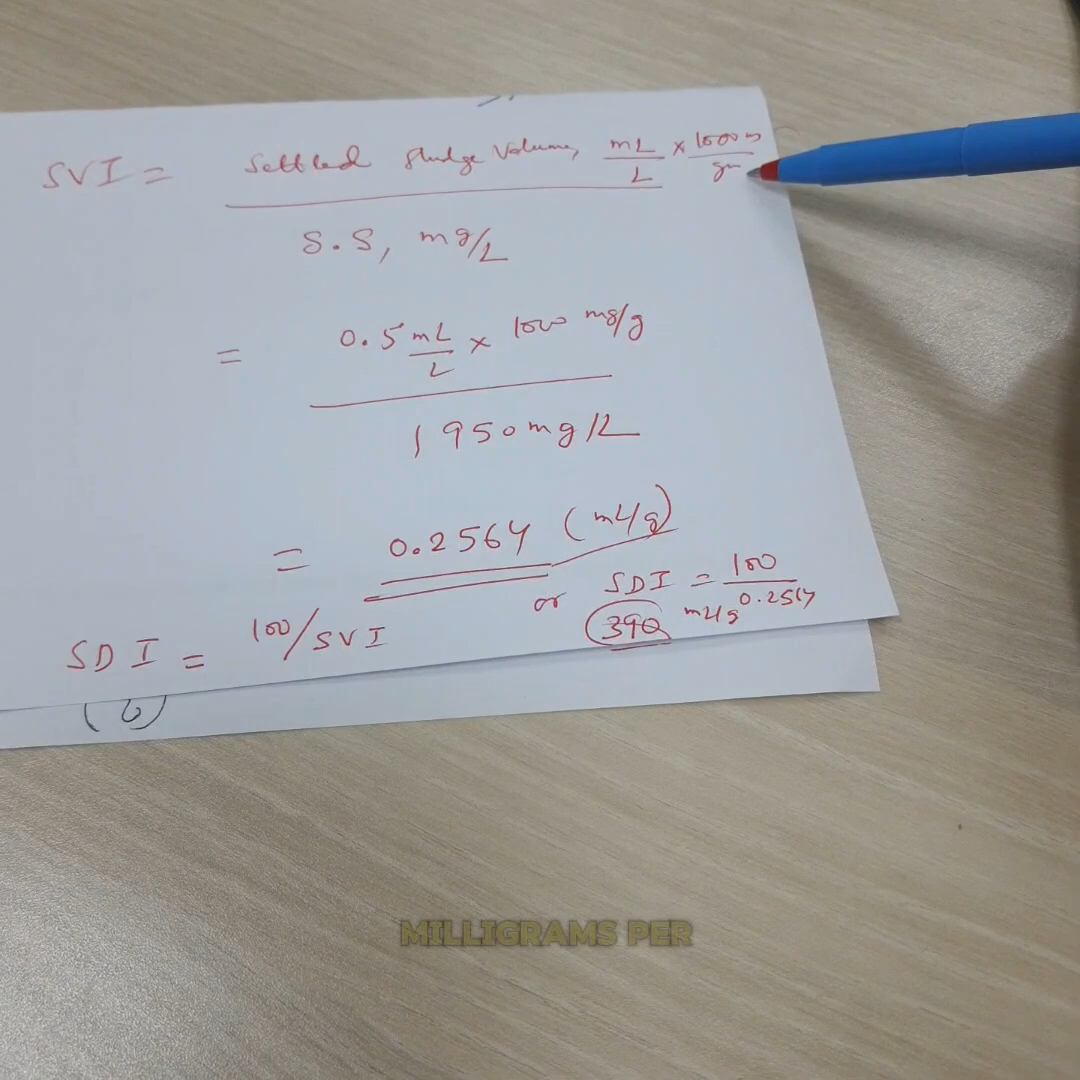 SVI = Settled Sludge Volume, mL/L × 1000 m/gm
S.S, mg/L
= 0.5 mL/L × 1000 mg/g
1950 mg/L
= 0.2564 (mL/g)
or SDI = 100/0.2564
390 mL/g
SDI = 100/SVI
(b)
MILLIGRAMS PER